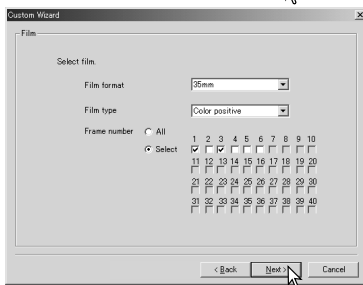 Custom Wizard
Film
Select film.
Film format 35mm
Film type Color positive
Frame number All
Select
1 2 3 4 5 6 7 8 9 10
11 12 13 14 15 16 17 18 19 20
21 22 23 24 25 26 27 28 29 30
31 32 33 34 35 36 37 38 39 40
< Back Next > Cancel